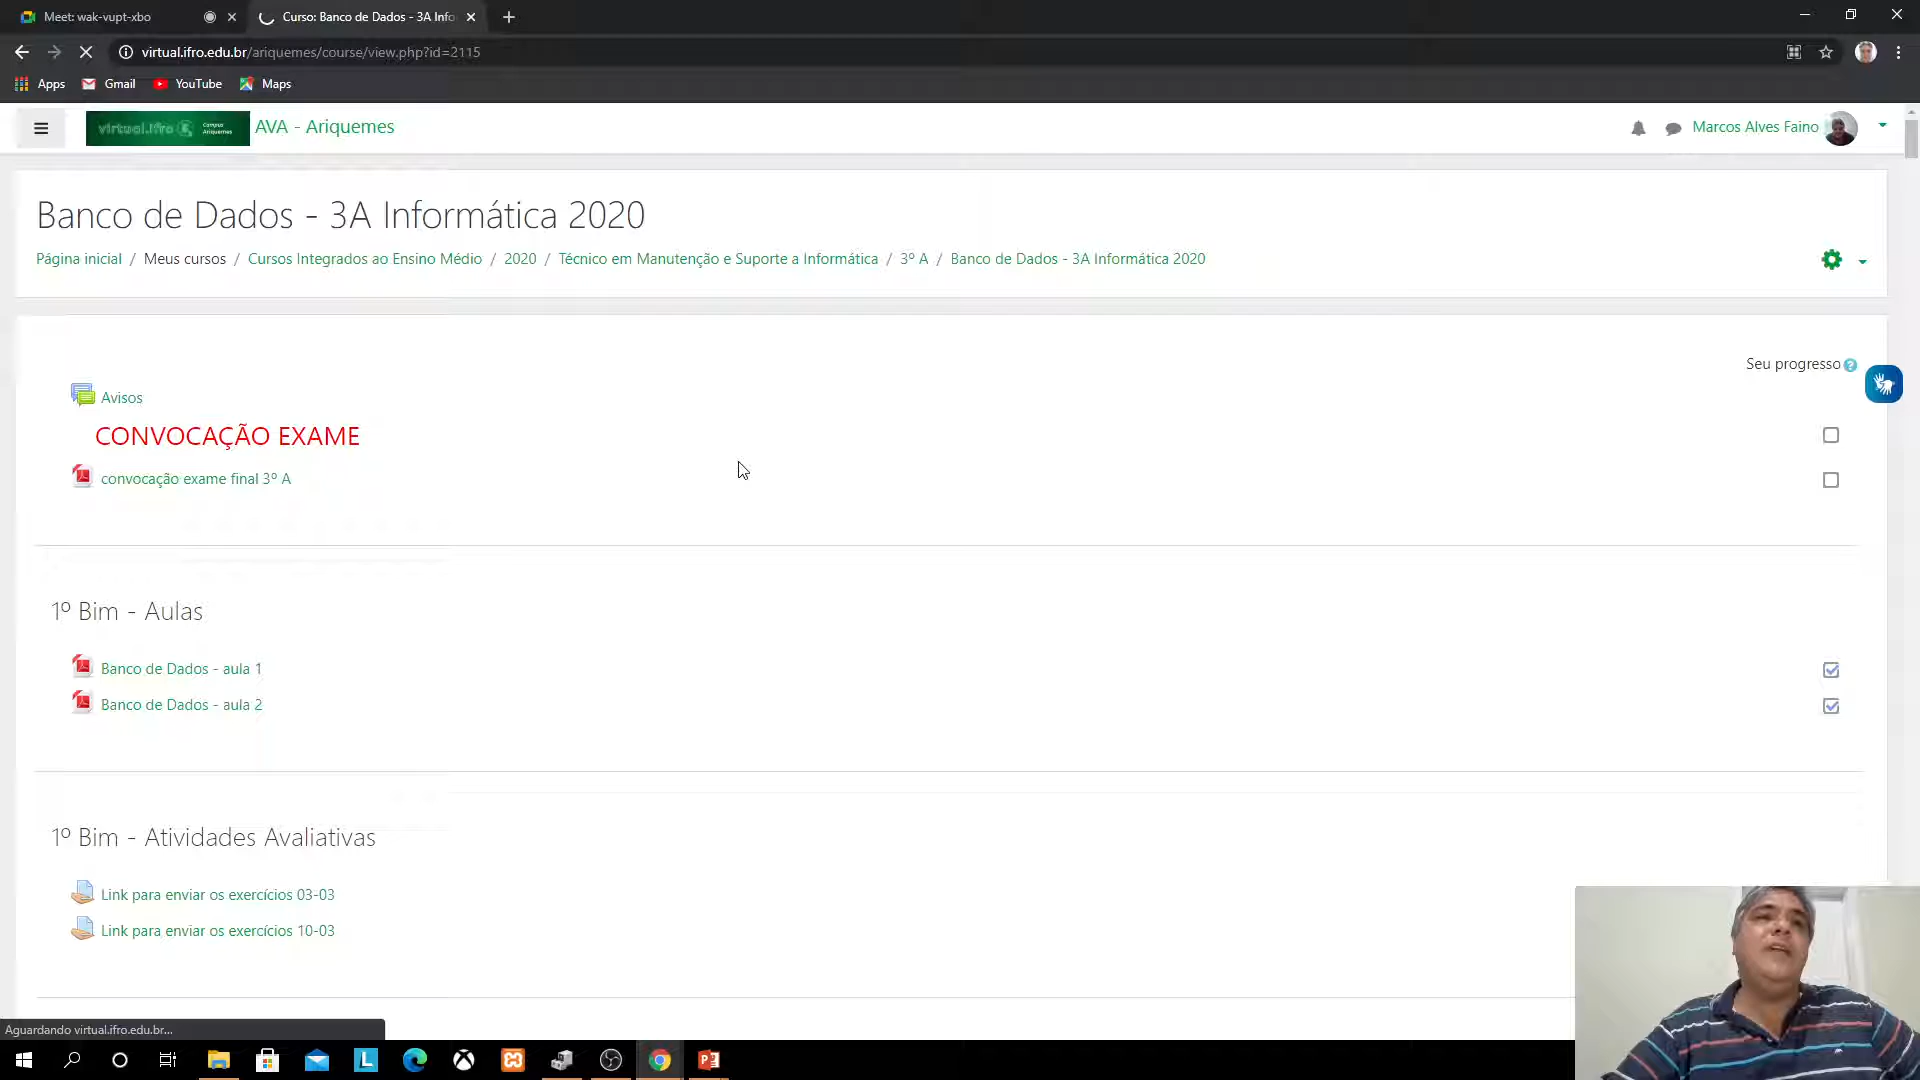 Meet: wak-vupt-xbo
Curso: Banco de Dados - 3A Info
virtual.ifro.edu.br/ariquemes/course/view.php?id=2115
Apps
Gmail
YouTube
Maps
virtual.ifro
Campus
Ariquemes
AVA - Ariquemes
Marcos Alves Faino
Banco de Dados - 3A Informática 2020
Página inicial / Meus cursos / Cursos Integrados ao Ensino Médio / 2020 / Técnico em Manutenção e Suporte a Informática / 3º A / Banco de Dados - 3A Informática 2020
Seu progresso
Avisos
CONVOCAÇÃO EXAME
convocação exame final 3º A
1º Bim - Aulas
Banco de Dados - aula 1
Banco de Dados - aula 2
1º Bim - Atividades Avaliativas
Link para enviar os exercícios 03-03
Link para enviar os exercícios 10-03
Aguardando virtual.ifro.edu.br...